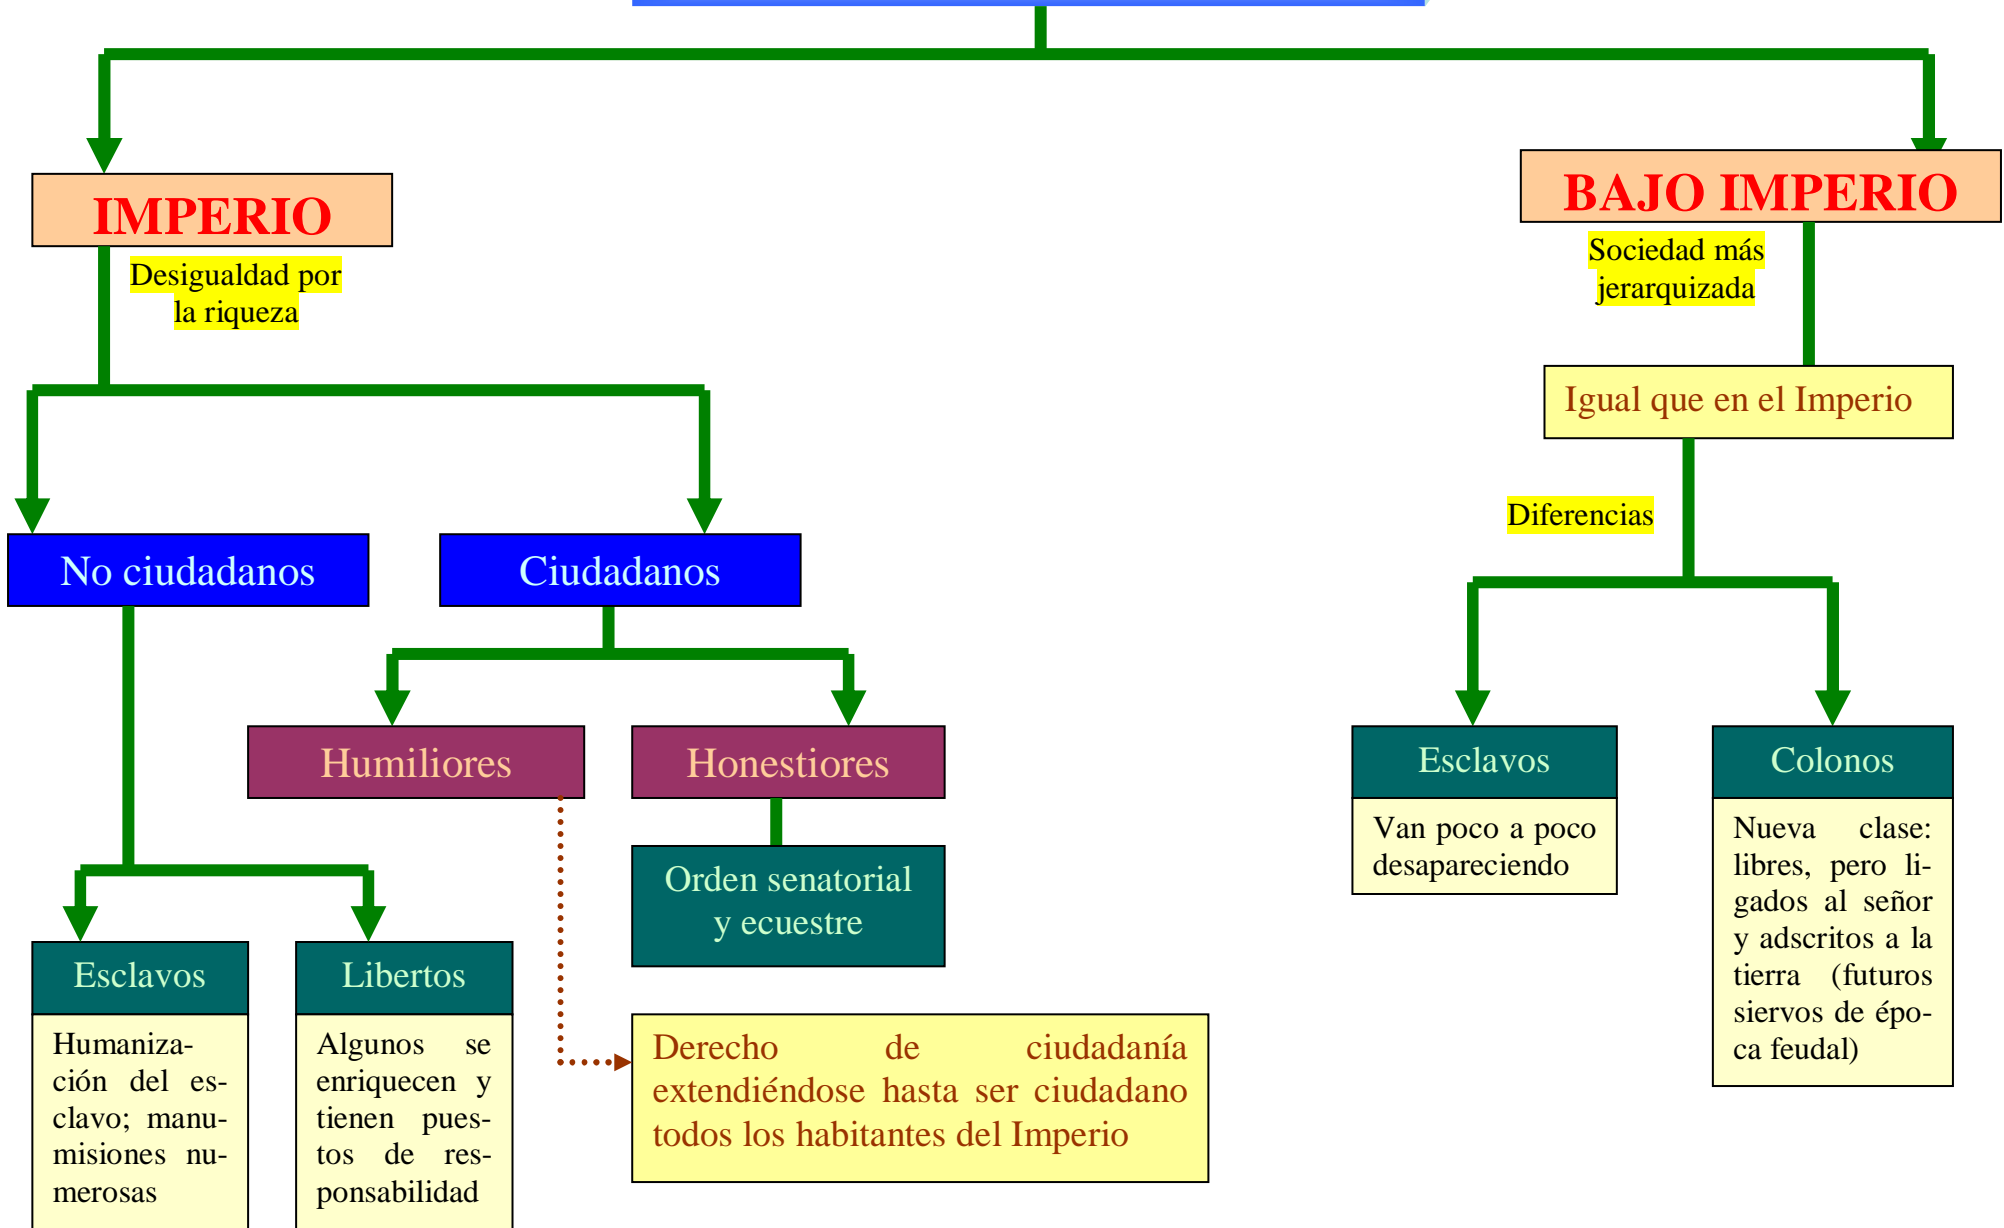 IMPERIO
Desigualdad por
la riqueza
No ciudadanos
Ciudadanos
Humiliores
Honestiores
Orden senatorial
y ecuestre
Esclavos
Humaniza-
ción del es-
clavo; manu-
misiones nu-
merosas
Libertos
Algunos se
enriquecen y
tienen pues-
tos de res-
ponsabilidad
Derecho de ciudadanía
extendiéndose hasta ser ciudadano
todos los habitantes del Imperio
BAJO IMPERIO
Sociedad más
jerarquizada
Igual que en el Imperio
Diferencias
Esclavos
Van poco a poco
desapareciendo
Colonos
Nueva clase:
libres, pero li-
gados al señor
y adscritos a la
tierra (futuros
siervos de épo-
ca feudal)